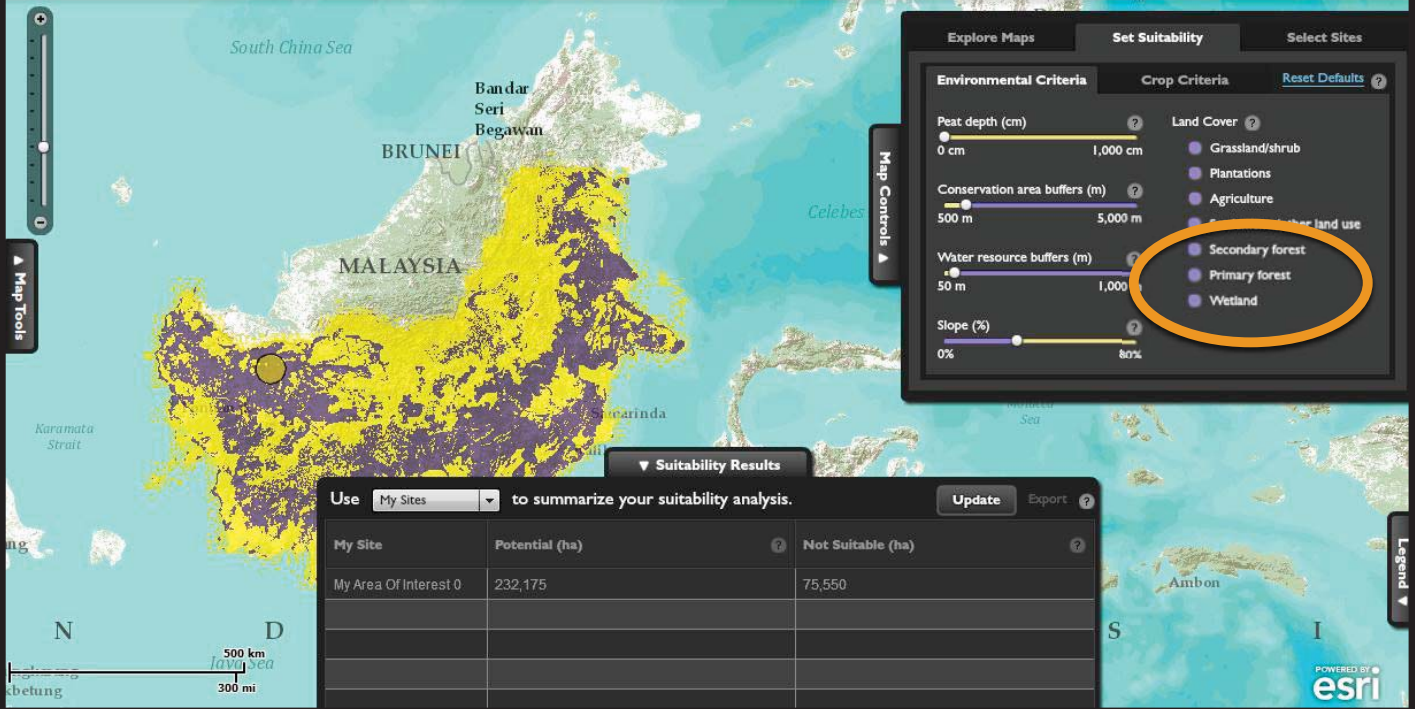 South China Sea
Bandar
Seri
Begawan
BRUNEI
MALAYSIA
Celebes
Karamata
Strait
Sea
Ambon
N
D
S
I
Java Sea
kbetung
500 km
300 mi
Map Tools
Map Controls
Legend
Explore Maps
Set Suitability
Select Sites
Environmental Criteria
Crop Criteria
Reset Defaults ?
Peat depth (cm) ?
0 cm
1,000 cm
Conservation area buffers (m) ?
500 m
5,000 m
Water resource buffers (m) ?
50 m
1,000
Slope (%) ?
0%
80%
Land Cover ?
Grassland/shrub
Plantations
Agriculture
land use
Secondary forest
Primary forest
Wetland
Suitability Results
Use My Sites to summarize your suitability analysis.
Update
Export ?
My Site
Potential (ha) ?
Not Suitable (ha) ?
My Area Of Interest 0
232,175
75,550
POWERED BY
esri